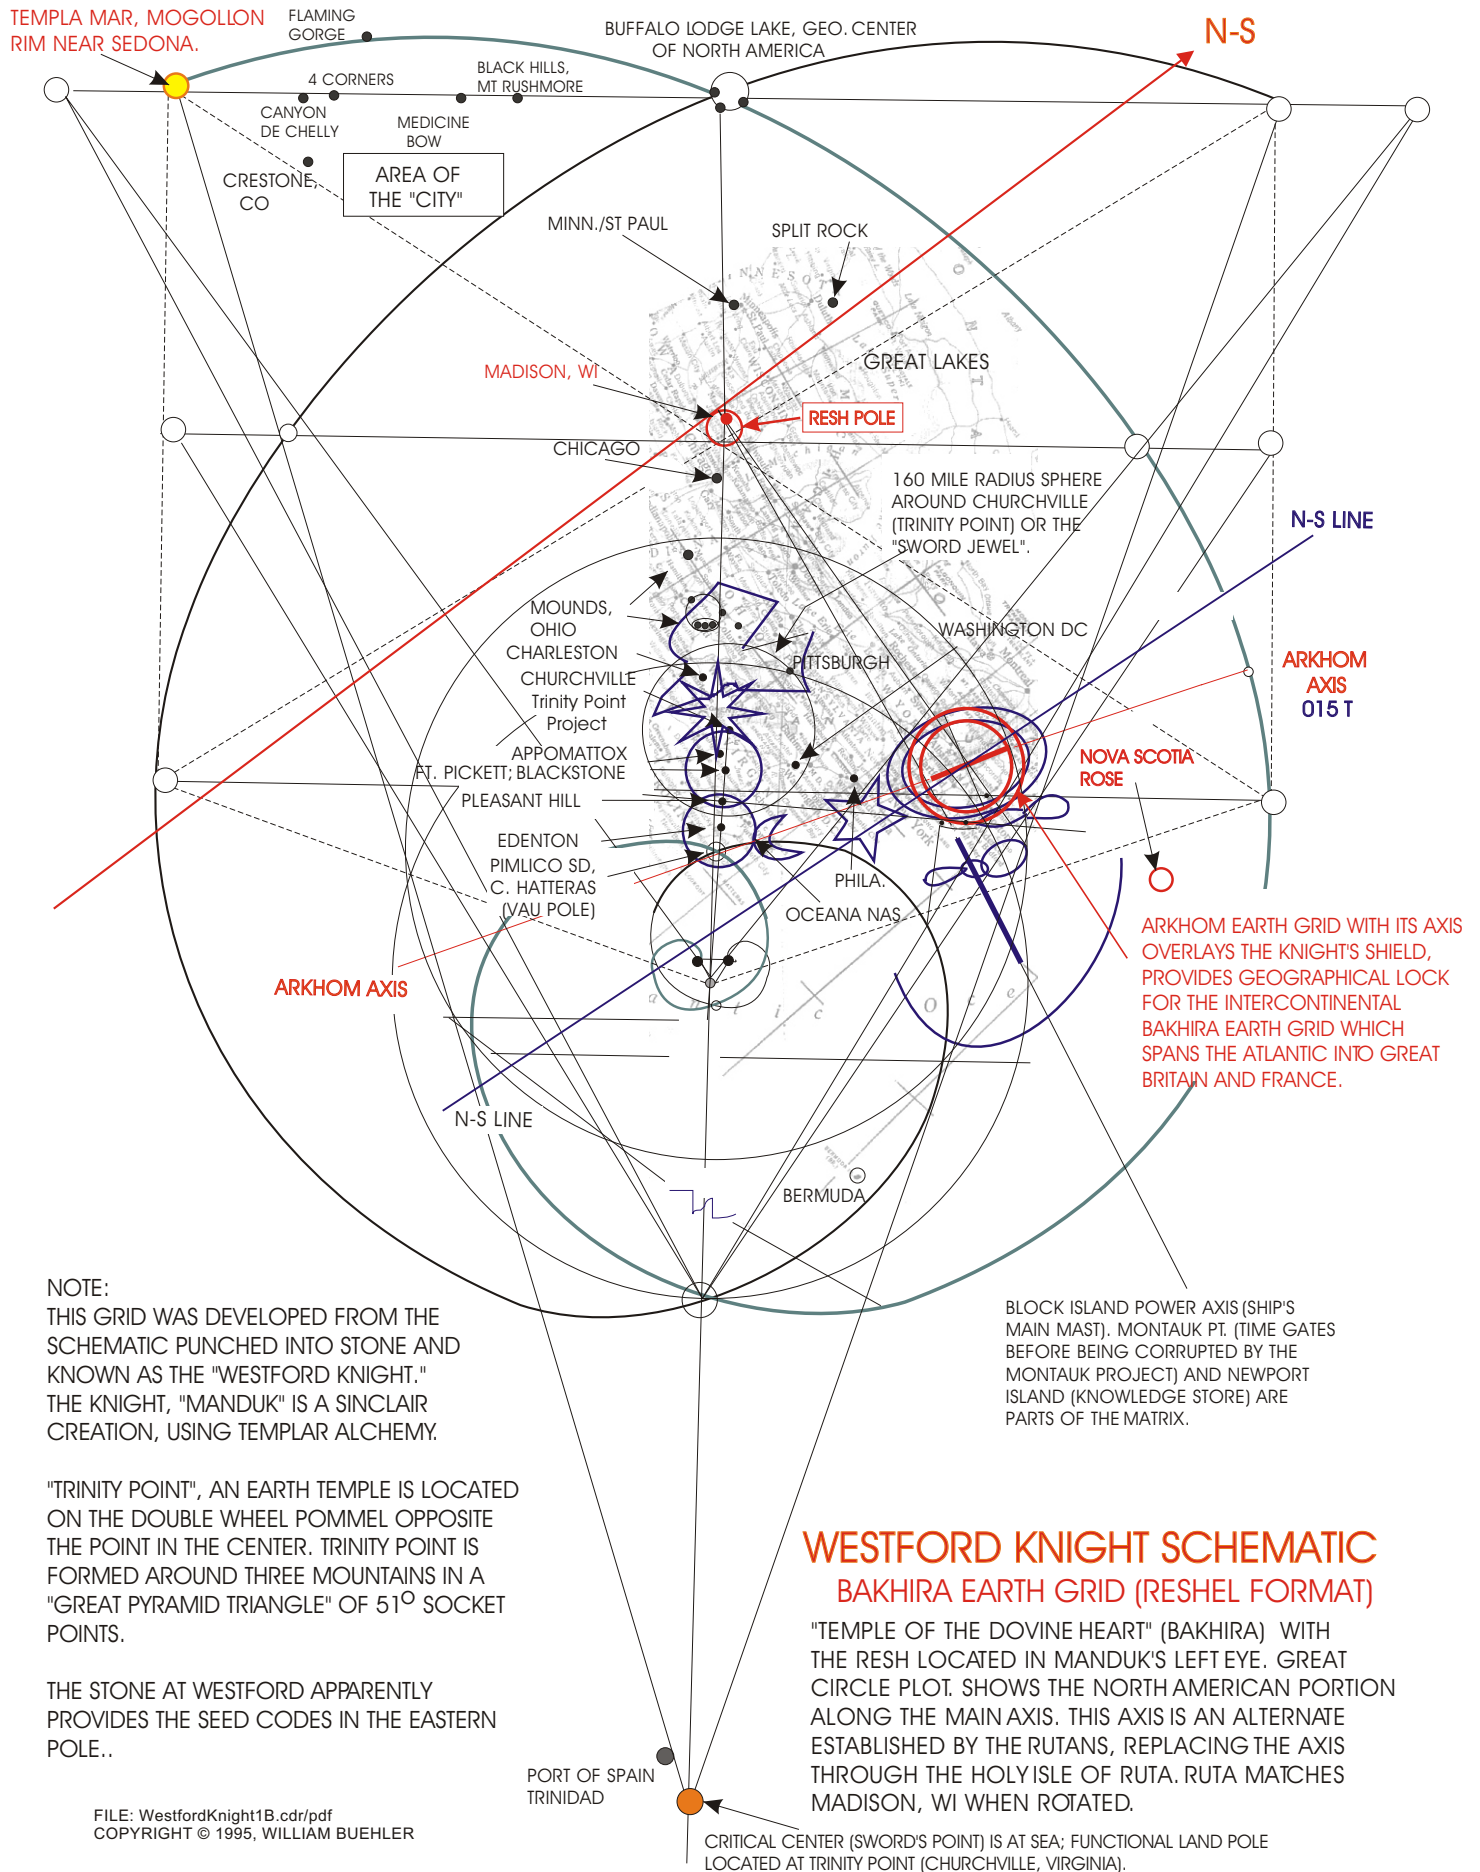 TEMPLA MAR, MOGOLLON
RIM NEAR SEDONA.
FLAMING
GORGE
BUFFALO LODGE LAKE, GEO. CENTER
OF NORTH AMERICA
N-S
4 CORNERS
BLACK HILLS,
MT RUSHMORE
CANYON
DE CHELLY
MEDICINE
BOW
CRESTONE,
CO
AREA OF
THE "CITY"
MINN./ST PAUL
SPLIT ROCK
GREAT LAKES
MADISON, WI
RESH POLE
CHICAGO
160 MILE RADIUS SPHERE
AROUND CHURCHVILLE
(TRINITY POINT) OR THE
"SWORD JEWEL".
N-S LINE
MOUNDS,
OHIO
CHARLESTON
CHURCHVILLE
Trinity Point
Project
WASHINGTON DC
PITTSBURGH
ARKHOM
AXIS
015 T
APPOMATTOX
FT. PICKETT; BLACKSTONE
PLEASANT HILL
NOVA SCOTIA
ROSE
EDENTON
PIMLICO SD,
C. HATTERAS
(VAU POLE)
York
PHILA.
OCEANA NAS
ARKHOM AXIS
ARKHOM EARTH GRID WITH ITS AXIS
OVERLAYS THE KNIGHT'S SHIELD,
PROVIDES GEOGRAPHICAL LOCK
FOR THE INTERCONTINENTAL
BAKHIRA EARTH GRID WHICH
SPANS THE ATLANTIC INTO GREAT
BRITAIN AND FRANCE.
N-S LINE
BERMUDA
NOTE:
THIS GRID WAS DEVELOPED FROM THE
SCHEMATIC PUNCHED INTO STONE AND
KNOWN AS THE "WESTFORD KNIGHT."
THE KNIGHT, "MANDUK" IS A SINCLAIR
CREATION, USING TEMPLAR ALCHEMY.
"TRINITY POINT", AN EARTH TEMPLE IS LOCATED
ON THE DOUBLE WHEEL POMMEL OPPOSITE
THE POINT IN THE CENTER. TRINITY POINT IS
FORMED AROUND THREE MOUNTAINS IN A
"GREAT PYRAMID TRIANGLE" OF 51O SOCKET
POINTS.
THE STONE AT WESTFORD APPARENTLY
PROVIDES THE SEED CODES IN THE EASTERN
POLE..
BLOCK ISLAND POWER AXIS (SHIP'S
MAIN MAST). MONTAUK PT. (TIME GATES
BEFORE BEING CORRUPTED BY THE
MONTAUK PROJECT) AND NEWPORT
ISLAND (KNOWLEDGE STORE) ARE
PARTS OF THE MATRIX.
WESTFORD KNIGHT SCHEMATIC
BAKHIRA EARTH GRID (RESHEL FORMAT)
"TEMPLE OF THE DOVINE HEART" (BAKHIRA) WITH
THE RESH LOCATED IN MANDUK'S LEFT EYE. GREAT
CIRCLE PLOT. SHOWS THE NORTH AMERICAN PORTION
ALONG THE MAIN AXIS. THIS AXIS IS AN ALTERNATE
ESTABLISHED BY THE RUTANS, REPLACING THE AXIS
THROUGH THE HOLY ISLE OF RUTA. RUTA MATCHES
MADISON, WI WHEN ROTATED.
PORT OF SPAIN
TRINIDAD
FILE: WestfordKnight1B.cdr/pdf
COPYRIGHT © 1995, WILLIAM BUEHLER
CRITICAL CENTER (SWORD'S POINT) IS AT SEA; FUNCTIONAL LAND POLE
LOCATED AT TRINITY POINT (CHURCHVILLE, VIRGINIA).